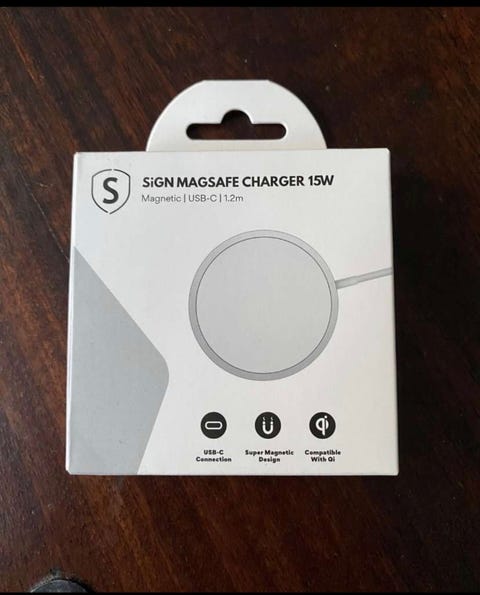 S
SiGN MAGSAFE CHARGER 15W
Magnetic | USB-C | 1.2m
USB-C
Connection
Super Magnetic
Design
Compatible
With Qi